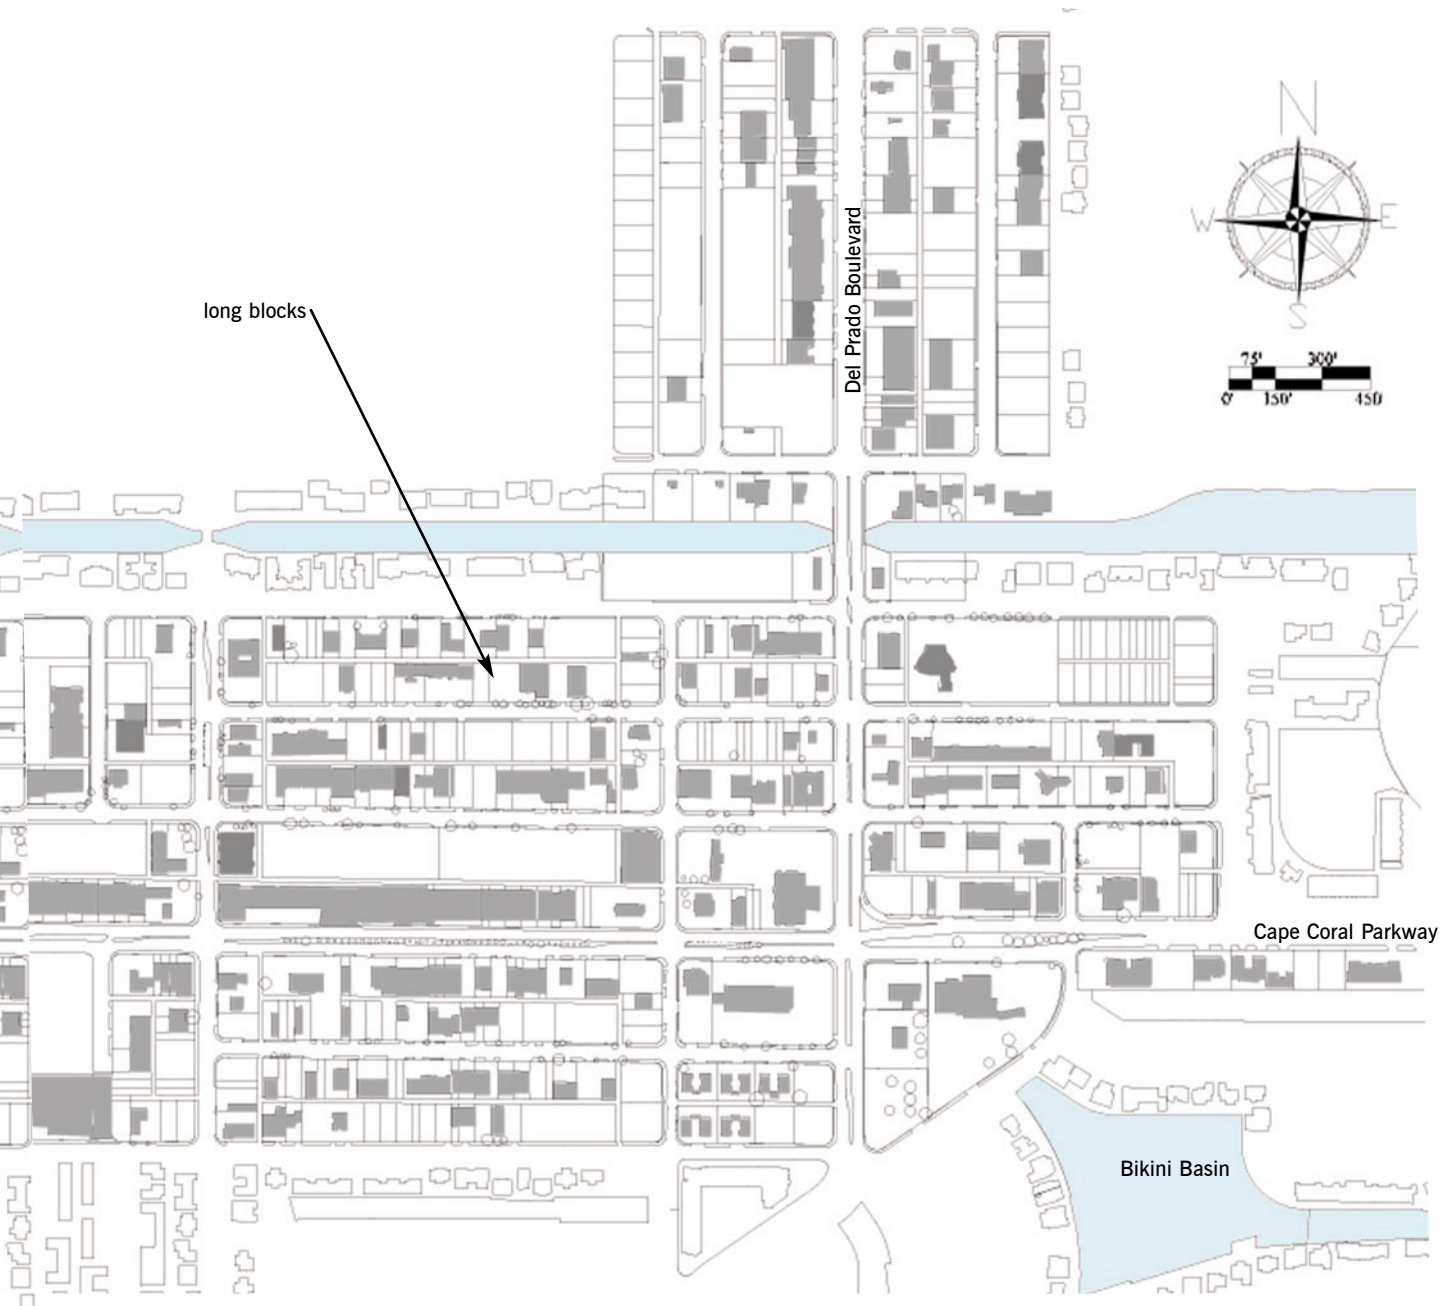 N
W
E
S
Del Prado Boulevard
long blocks
75' 300'
0' 150' 450'
Cape Coral Parkway
Bikini Basin